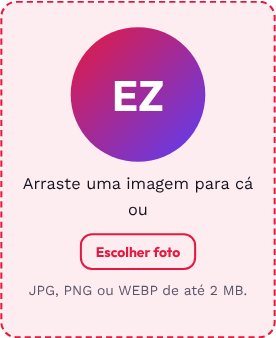 EZ
Arraste uma imagem para cá
ou
Escolher foto
JPG, PNG ou WEBP de até 2 MB.